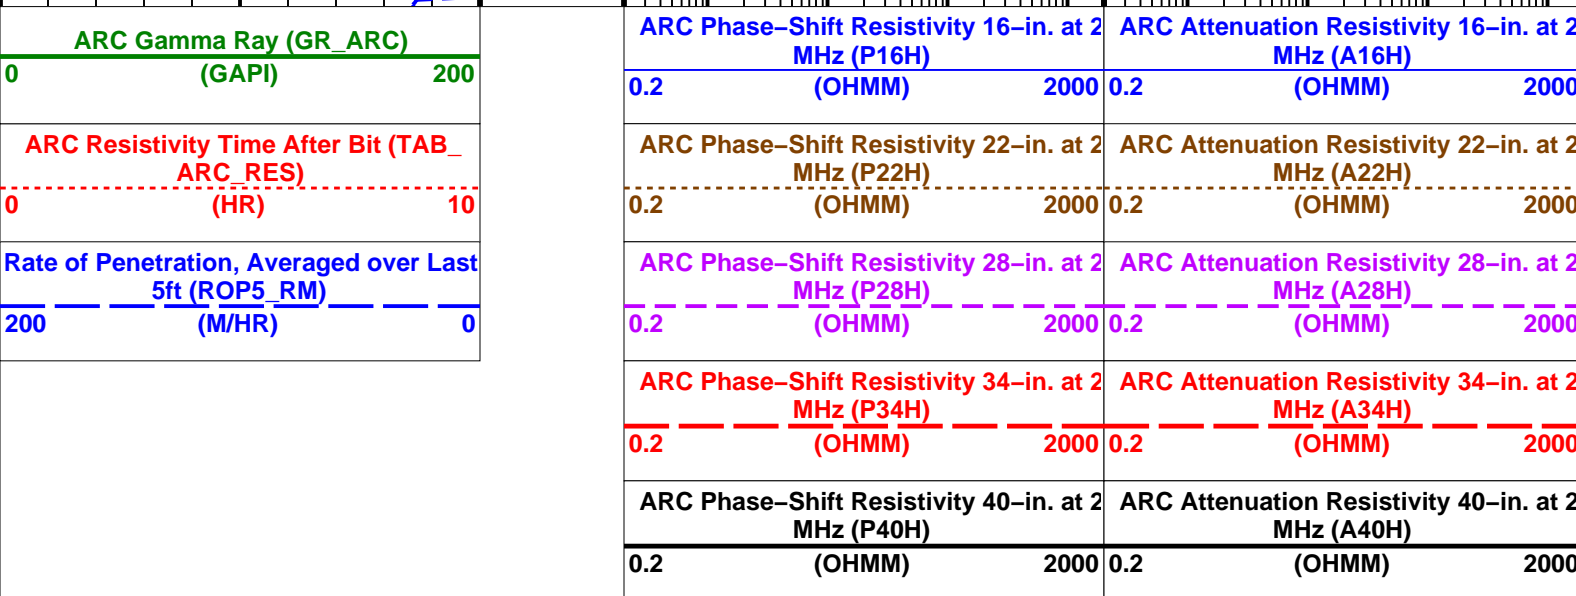 ARC Gamma Ray (GR_ARC)
0 (GAPI) 200
ARC Resistivity Time After Bit (TAB_
ARC_RES)
0 (HR) 10
Rate of Penetration, Averaged over Last
5ft (ROP5_RM)
200 (M/HR) 0
ARC Phase–Shift Resistivity 16–in. at 2
MHz (P16H)
0.2 (OHMM) 2000
ARC Phase–Shift Resistivity 22–in. at 2
MHz (P22H)
0.2 (OHMM) 2000
ARC Phase–Shift Resistivity 28–in. at 2
MHz (P28H)
0.2 (OHMM) 2000
ARC Phase–Shift Resistivity 34–in. at 2
MHz (P34H)
0.2 (OHMM) 2000
ARC Phase–Shift Resistivity 40–in. at 2
MHz (P40H)
0.2 (OHMM) 2000
ARC Attenuation Resistivity 16–in. at 2
MHz (A16H)
0.2 (OHMM) 2000
ARC Attenuation Resistivity 22–in. at 2
MHz (A22H)
0.2 (OHMM) 2000
ARC Attenuation Resistivity 28–in. at 2
MHz (A28H)
0.2 (OHMM) 2000
ARC Attenuation Resistivity 34–in. at 2
MHz (A34H)
0.2 (OHMM) 2000
ARC Attenuation Resistivity 40–in. at 2
MHz (A40H)
0.2 (OHMM) 2000